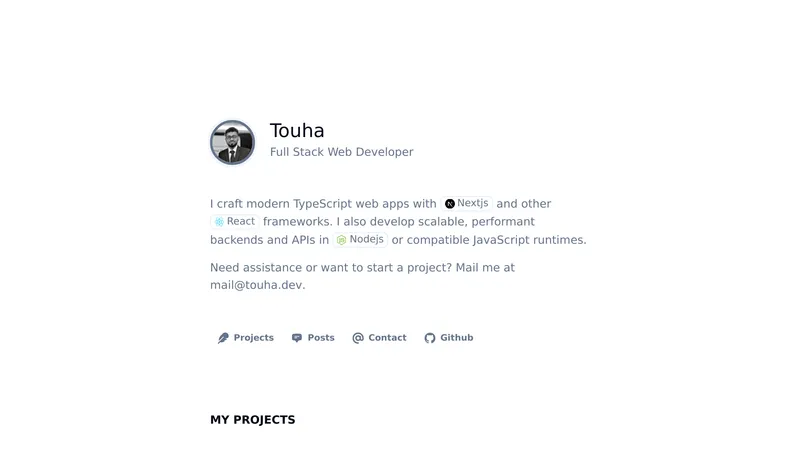 Touha
Full Stack Web Developer
I craft modern TypeScript web apps with Nextjs and other
React frameworks. I also develop scalable, performant
backends and APIs in Nodejs or compatible JavaScript runtimes.
Need assistance or want to start a project? Mail me at
mail@touha.dev.
Projects Posts Contact Github
MY PROJECTS